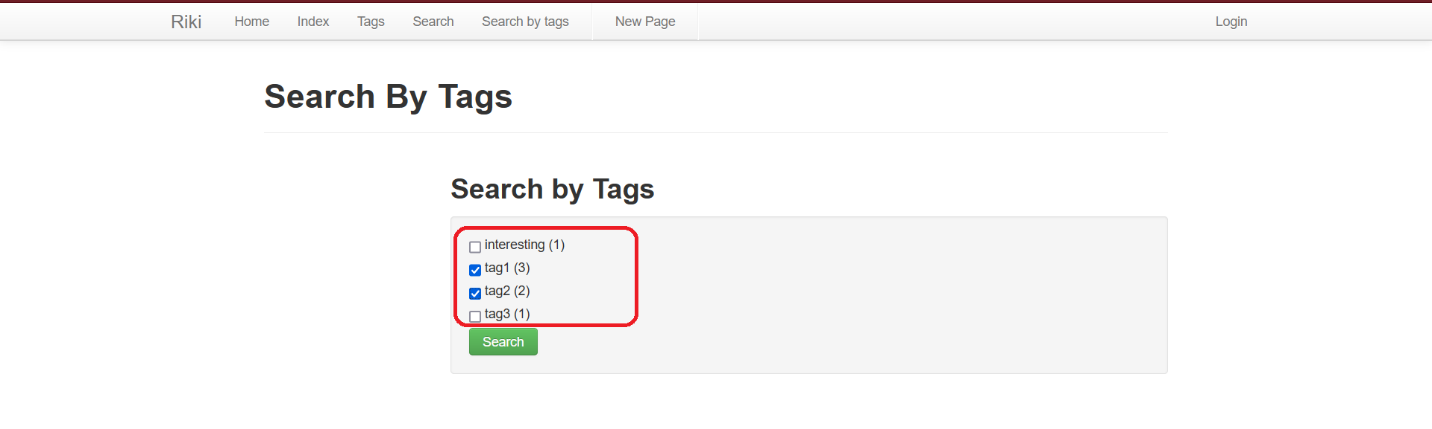 Riki Home Index Tags Search Search by tags New Page Login
Search By Tags
Search by Tags
interesting (1)
tag1 (3)
tag2 (2)
tag3 (1)
Search